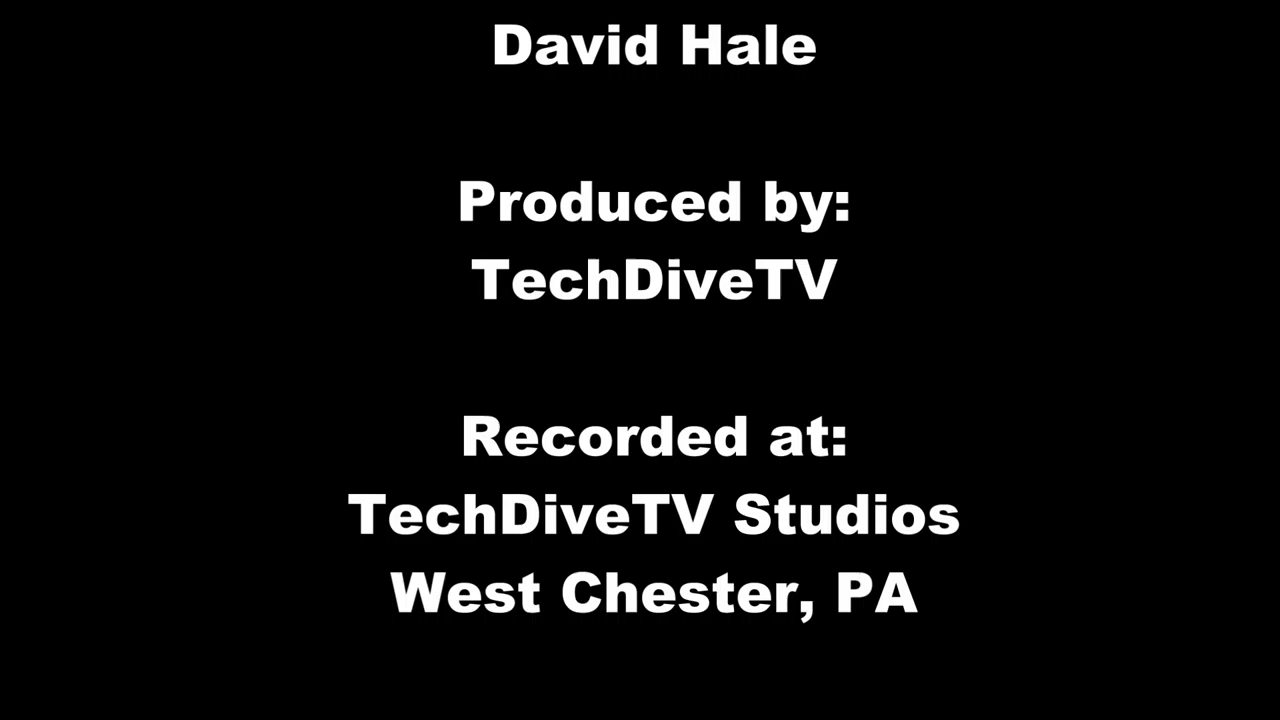 David Hale
Produced by:
TechDiveTV
Recorded at:
TechDiveTV Studios
West Chester, PA